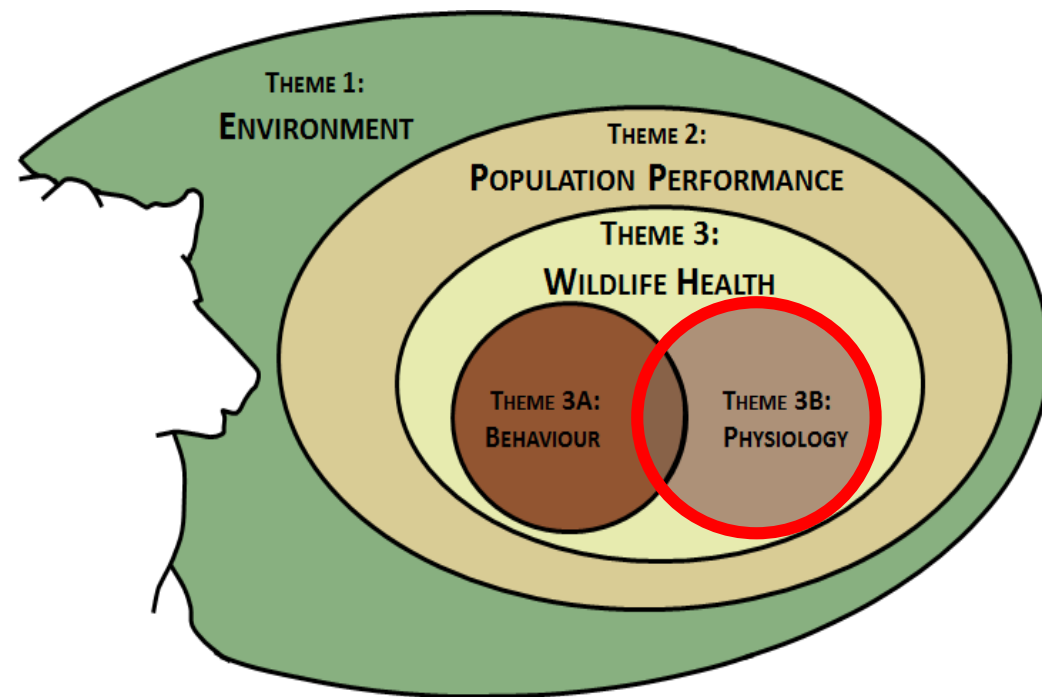 THEME 1:
ENVIRONMENT
THEME 2:
POPULATION PERFORMANCE
THEME 3:
WILDLIFE HEALTH
THEME 3A:
BEHAVIOUR
THEME 3B:
PHYSIOLOGY